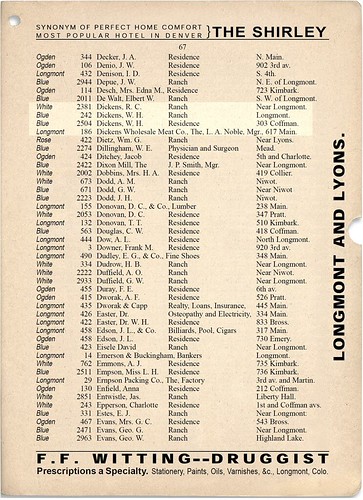 SYNONYM OF PERFECT HOME COMFORT
MOST POPULAR HOTEL IN DENVER } THE SHIRLEY
67
Ogden 344 Decker, J. A. Residence N. Main.
Ogden 106 Denio, J. W. Residence 902 3rd av.
Longmont 432 Denison, I. D. Residence S. 4th.
Blue 2944 Depue, J. W. Ranch N. E. of Longmont.
Ogden 114 Desch, Mrs. Edna M., Residence 723 Kimbark.
Blue 2011 De Walt, Elbert W. Ranch S. W. of Longmont.
White 2381 Dickens, R. C. Ranch Near Longmont.
Blue 242 Dickens, W. H. Ranch Longmont.
Blue 2504 Dickens, W. H. Residence 303 Coffman.
Longmont 186 Dickens Wholesale Meat Co., The, L. A. Noble, Mgr., 617 Main.
Rose 422 Dietz, Wm. G. Ranch Near Lyons.
Blue 2274 Dillingham, W. E. Physician and Surgeon Mead.
Ogden 424 Ditchey, Jacob Residence 5th and Charlotte.
Blue 2422 Dixon Mill, The J. P. Smith, Mgr. Near Longmont.
White 2002 Dobbins, Mrs. H. A. Residence 419 Collier.
White 673 Dodd, A. M. Ranch Niwot.
Blue 671 Dodd, G. W. Ranch Near Niwot
Blue 2223 Dodd, J. H. Ranch Niwot.
Longmont 155 Donovan, D. C., & Co., Lumber 238 Main.
White 2053 Donovan, D. C. Residence 347 Pratt.
Longmont 132 Donovan, T. T. Residence 510 Kimbark.
Blue 563 Douglas, C. W. Residence 418 Coffman.
Longmont 444 Dow, A. L. Residence North Longmont.
Longmont 3 Downer, Frank M. Residence 920 3rd av.
Longmont 490 Dudley, E. G., & Co., Fine Shoes 348 Main.
White 334 Dudrow, H. B. Ranch Near Longmont.
White 2222 Duffield, A. O. Ranch Near Niwot.
White 2933 Duffield, W. G. Ranch Near Longmont.
Ogden 455 Duray, F. E. Residence 6th av.
Ogden 415 Dworak, A. F. Residence 526 Pratt.
Longmont 435 Dworak & Capp Realty, Loans, Insurance, 445 Main.
Longmont 426 Easter, Dr. Osteopathy and Electricity, 334 Main.
Longmont 422 Easter, Dr. W. H. Residence 833 Bross.
Longmont 458 Edson, J. L., & Co. Billiards, Pool, Cigars 317 Main.
Ogden 458 Edson, J. L. Residence 730 Emery.
Blue 423 Eisele David Ranch Near Longmont.
Longmont 14 Emerson & Buckingham, Bankers Longmont.
White 762 Emmons, A. J. Residence 735 Kimbark.
Blue 2511 Empson, Miss L. H. Residence 736 Kimbark.
Longmont 29 Empson Packing Co., The, Factory 3rd av. and Martin.
Ogden 130 Enfield, Anna Residence 212 Coffman.
White 2851 Entwistle, Jas. Ranch Liberty Hall.
White 243 Epperson, Charlotte Residence 1st and Coffman avs.
Blue 331 Estes, E. J. Ranch Near Longmont.
Ogden 467 Evans, Mrs. G. C. Residence 543 Bross.
Blue 2471 Evans, Geo. G. Ranch Near Longmont.
Blue 2963 Evans, Geo. W. Ranch Highland Lake.
LONGMONT AND LYONS.
F. F. WITTING--DRUGGIST
Prescriptions a Specialty. Stationery, Paints, Oils, Varnishes, &c., Longmont, Colo.